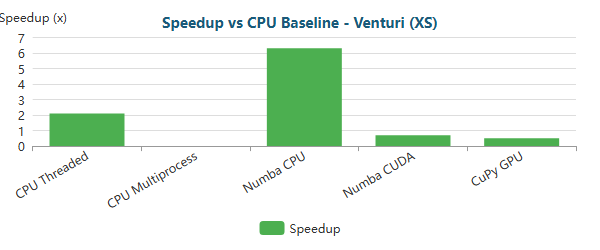 Speedup (x)
Speedup vs CPU Baseline - Venturi (XS)
7
6
5
4
3
2
1
0
CPU Threaded
CPU Multiprocess
Numba CPU
Numba CUDA
CuPy GPU
Speedup